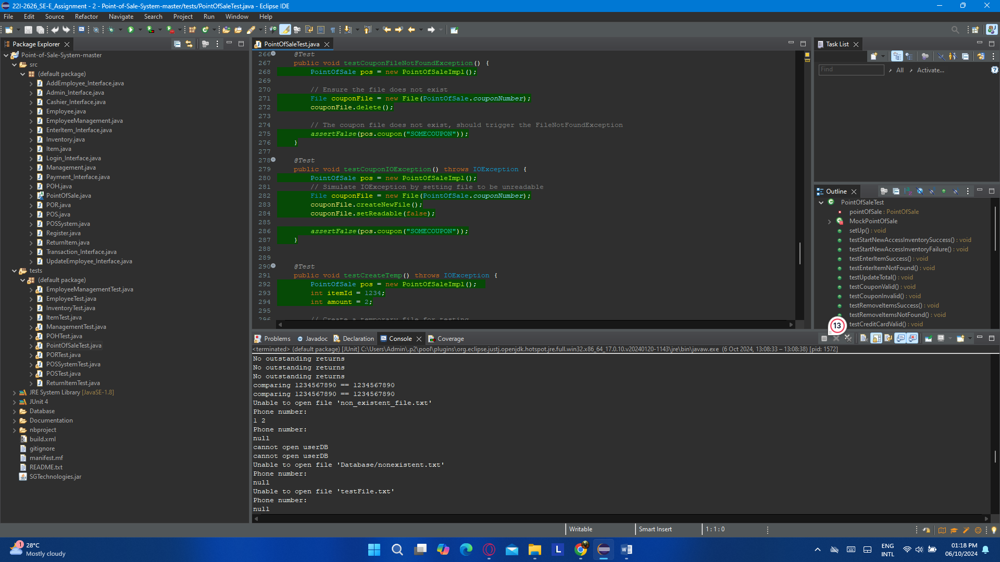 22I-2626_SE-E_Assignment - 2 - Point-of-Sale-System-master/tests/PointOfSaleTest.java - Eclipse IDE
File Edit Source Refactor Navigate Search Project Run Window Help
Package Explorer
Point-of-Sale-System-master
src
(default package)
AddEmployee_Interface.java
Admin_Interface.java
Cashier_Interface.java
Employee.java
EmployeeManagement.java
EnterItem_Interface.java
Inventory.java
Item.java
Login_Interface.java
Management.java
Payment_Interface.java
POH.java
PointOfSale.java
POR.java
POS.java
POSSystem.java
Register.java
ReturnItem.java
Transaction_Interface.java
UpdateEmployee_Interface.java
tests
(default package)
EmployeeManagementTest.java
EmployeeTest.java
InventoryTest.java
ItemTest.java
ManagementTest.java
POHTest.java
PointOfSaleTest.java
PORTest.java
POSSystemTest.java
POSTest.java
ReturnItemTest.java
JRE System Library [JavaSE-1.8]
JUnit 4
Database
Documentation
nbproject
build.xml
gitignore
manifest.mf
README.txt
SGTechnologies.jar
PointOfSaleTest.java
266 @Test
267 public void testCouponFileNotFoundException() {
268 PointOfSale pos = new PointOfSaleImpl();
269
270 // Ensure the file does not exist
271 File couponFile = new File(PointOfSale.couponNumber);
272 couponFile.delete();
273
274 // The coupon file does not exist, should trigger the FileNotFoundException
275 assertFalse(pos.coupon("SOMECOUPON"));
276 }
277
278 @Test
279 public void testCouponIOException() throws IOException {
280 PointOfSale pos = new PointOfSaleImpl();
281 // Simulate IOException by setting file to be unreadable
282 File couponFile = new File(PointOfSale.couponNumber);
283 couponFile.createNewFile();
284 couponFile.setReadable(false);
285
286 assertFalse(pos.coupon("SOMECOUPON"));
287 }
288
289
290 @Test
291 public void testCreateTemp() throws IOException {
292 PointOfSale pos = new PointOfSaleImpl();
293 int itemId = 1234;
294 int amount = 2;
295
296 // Create a temporary file for testing
Task List
Find All Activate...
Outline
PointOfSaleTest
pointOfSale : PointOfSale
MockPointOfSale
setUp() : void
testStartNewAccessInventorySuccess() : void
testStartNewAccessInventoryFailure() : void
testEnterItemSuccess() : void
testEnterItemNotFound() : void
testUpdateTotal() : void
testCouponValid() : void
testCouponInvalid() : void
testRemoveItemsSuccess() : void
testRemoveItemsNotFound() : void
testCreditCardValid() : void
13
Problems Javadoc Declaration Console Coverage
<terminated> (default package) [JUnit] C:\Users\Admin\.p2\pool\plugins\org.eclipse.justj.openjdk.hotspot.jre.full.win32.x86_64_17.0.10.v20240120-1143\jre\bin\javaw.exe (6 Oct 2024, 13:08:33 – 13:08:38) [pid: 1572]
No outstanding returns
No outstanding returns
No outstanding returns
comparing 1234567890 == 1234567890
comparing 1234567890 == 1234567890
Unable to open file 'non_existent_file.txt'
Phone number:
1 2
Phone number:
null
cannot open userDB
cannot open userDB
Unable to open file 'Database/nonexistent.txt'
Phone number:
null
Unable to open file 'testFile.txt'
Phone number:
null
Writable Smart Insert 1 : 1 : 0
1
28°C
Mostly cloudy
L
ENG
INTL
01:18 PM
06/10/2024